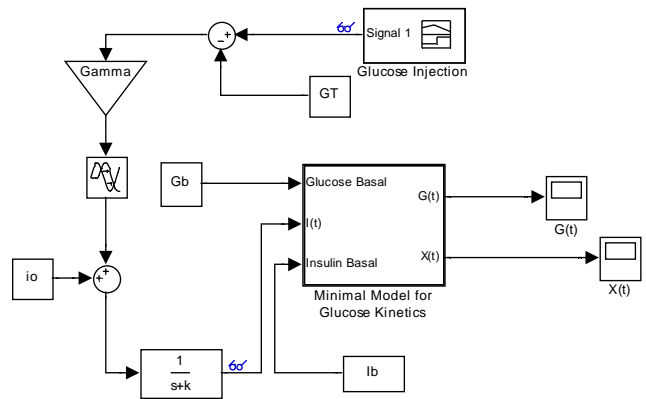 Signal 1
Glucose Injection
Gamma
GT
Gb
Glucose Basal
G(t)
G(t)
I(t)
io
Insulin Basal
X(t)
X(t)
Minimal Model for
Glucose Kinetics
1
s+k
Ib